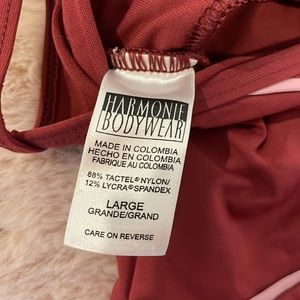 HARMONIE
BODYWEAR
MADE IN COLOMBIA
HECHO EN COLOMBIA
FABRIQUE AU COLOMBIA
88% TACTEL®NYLON/
12% LYCRA®SPANDEX
LARGE
GRANDE/GRAND
CARE ON REVERSE